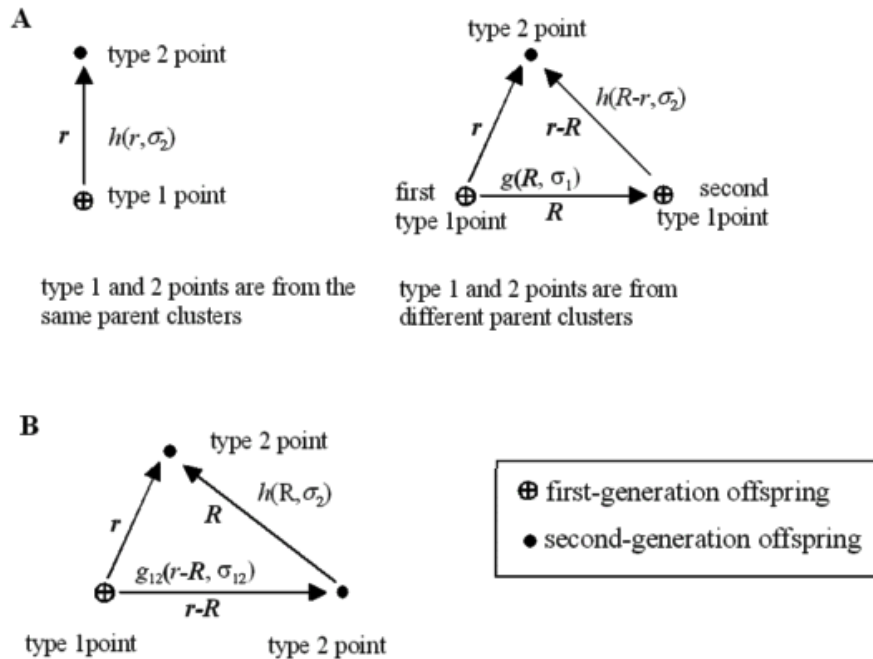 A
type 2 point
r
h(r,σ₂)
type 1 point
type 1 and 2 points are from the
same parent clusters
type 2 point
r
h(R-r,σ₂)
r-R
g(R, σ₁)
R
first
type 1point
second
type 1point
type 1 and 2 points are from
different parent clusters
B
type 2 point
r
h(R,σ₂)
R
g₁₂(r-R, σ₁₂)
r-R
type 1point
type 2 point
first-generation offspring
second-generation offspring